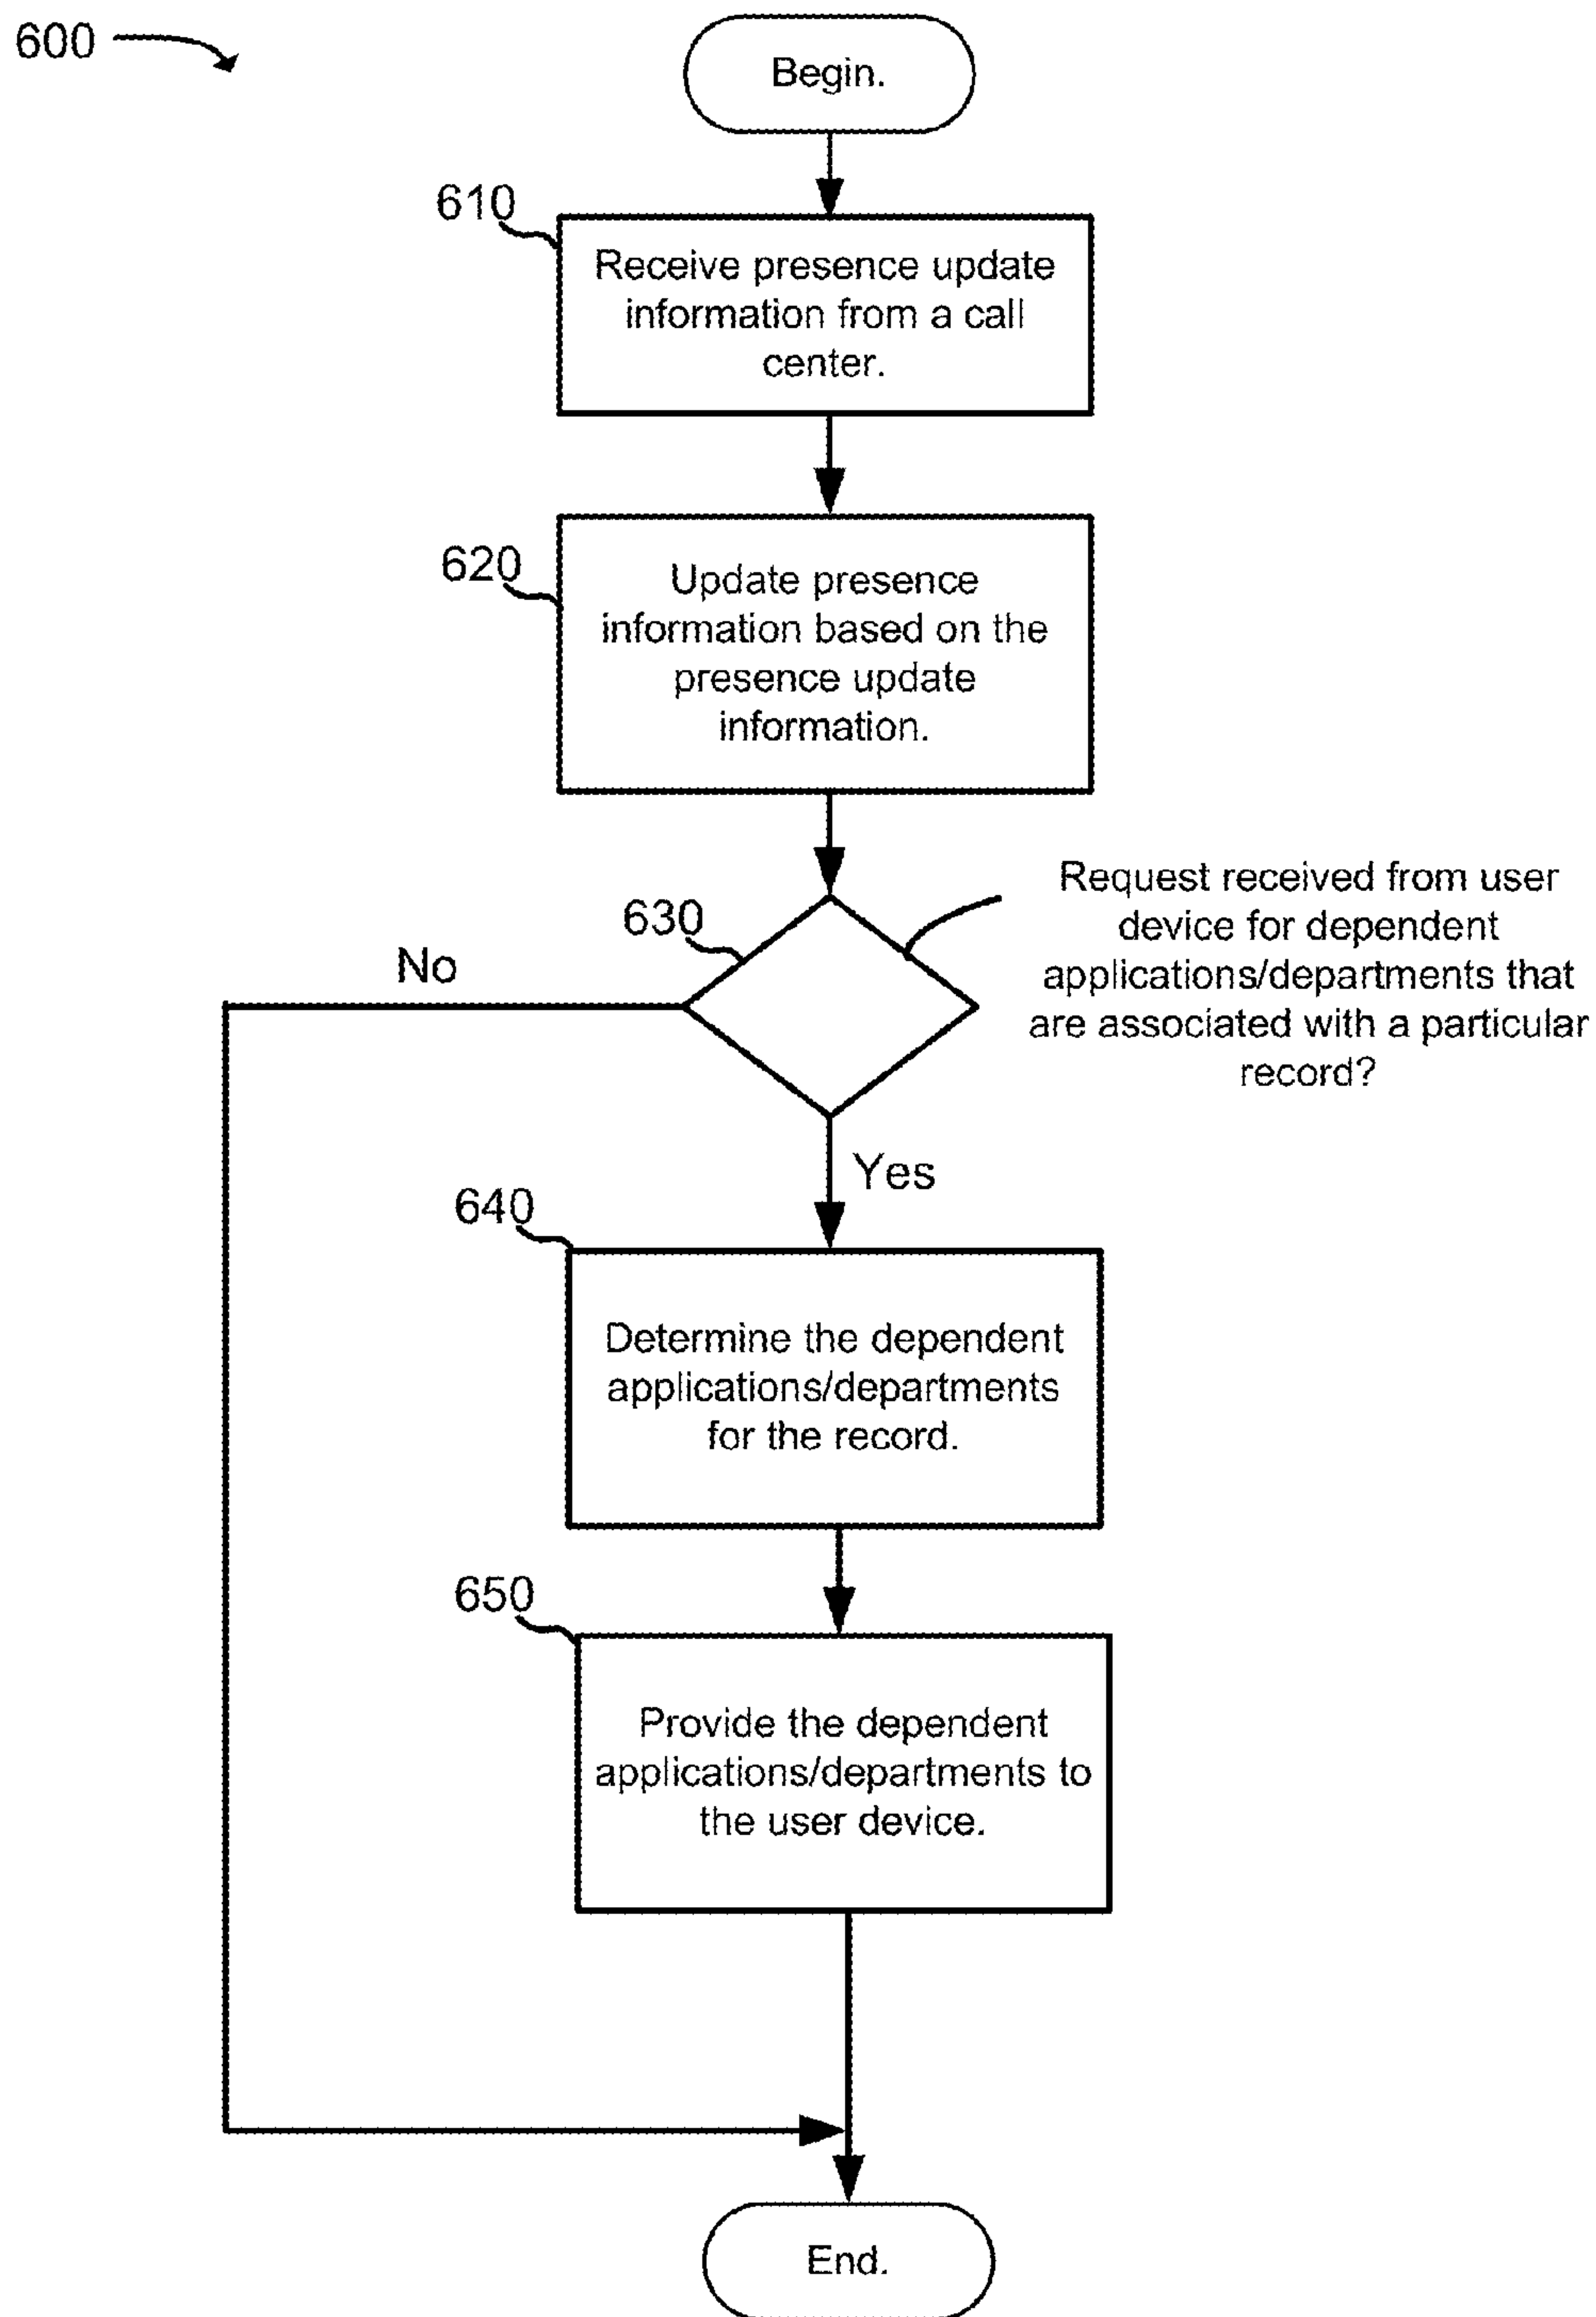 600
Begin.
610
Receive presence update
information from a call
center.
620
Update presence
information based on the
presence update
information.
630
Request received from user
device for dependent
applications/departments that
are associated with a particular
record?
No
Yes
640
Determine the dependent
applications/departments
for the record.
650
Provide the dependent
applications/departments to
the user device.
End.